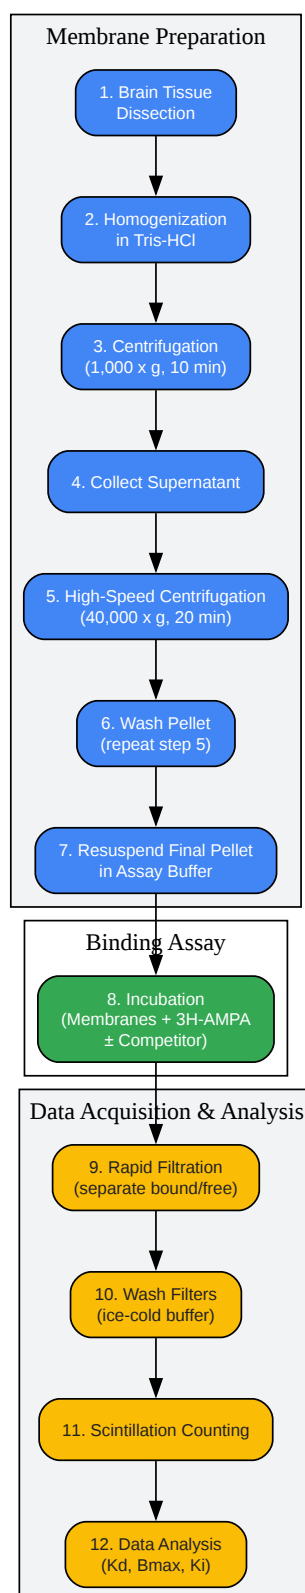 Membrane Preparation
1. Brain Tissue
Dissection
2. Homogenization
in Tris-HCl
3. Centrifugation
(1,000 x g, 10 min)
4. Collect Supernatant
5. High-Speed Centrifugation
(40,000 x g, 20 min)
6. Wash Pellet
(repeat step 5)
7. Resuspend Final Pellet
in Assay Buffer
Binding Assay
8. Incubation
(Membranes + 3H-AMPA
± Competitor)
Data Acquisition & Analysis
9. Rapid Filtration
(separate bound/free)
10. Wash Filters
(ice-cold buffer)
11. Scintillation Counting
12. Data Analysis
(Kd, Bmax, Ki)